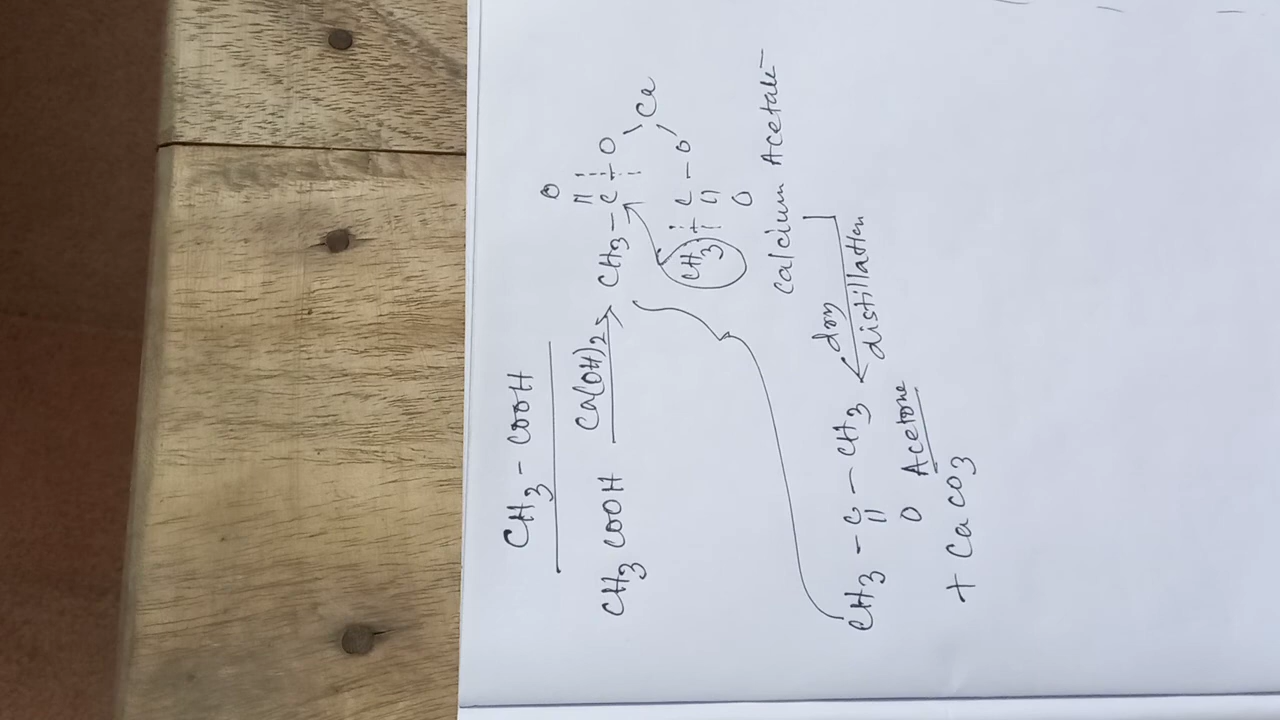 CH3 - COOH
O
CH3 COOH Ca(OH)2 → CH3 - C - O
Ca
CH3 - C - O
O
Calcium Acetate
dry
distillation
CH3 - C - CH3
O
Acetone
+ CaCO3